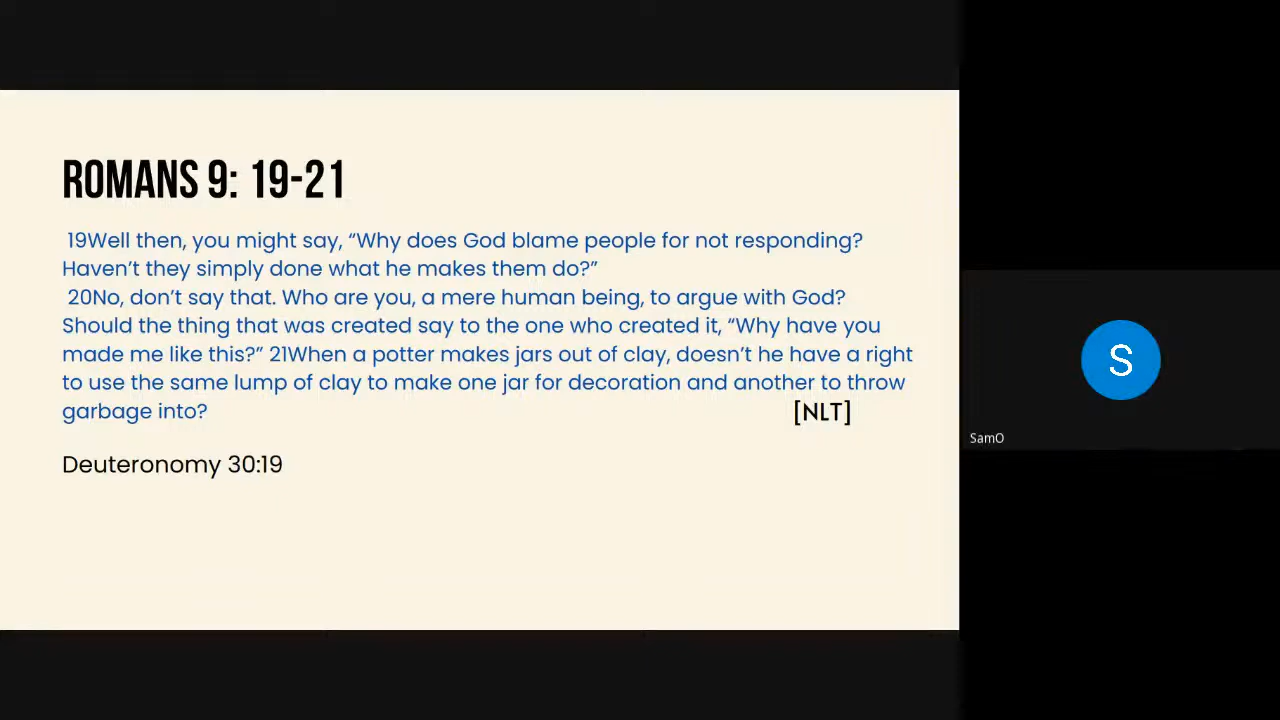 ROMANS 9: 19-21
19Well then, you might say, “Why does God blame people for not responding?
Haven’t they simply done what he makes them do?”
20No, don’t say that. Who are you, a mere human being, to argue with God?
Should the thing that was created say to the one who created it, “Why have you
made me like this?” 21When a potter makes jars out of clay, doesn’t he have a right
to use the same lump of clay to make one jar for decoration and another to throw
garbage into?
[NLT]
Deuteronomy 30:19
S
SamO